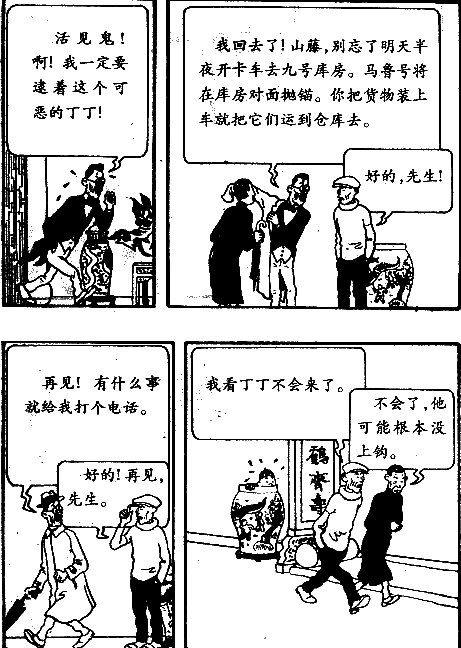 活见鬼!
啊! 我一定要
逮着这个可
恶的丁丁!
我回去了! 山藤,别忘了明天半
夜开卡车去九号库房。马鲁号将
在库房对面抛锚。你把货物装上
车就把它们运到仓库去。
好的,先生!
再见! 有什么事
就给我打个电话。
好的! 再见,
先生。
我看丁丁不会来了。
不会了,他
可能根本没
上钩。